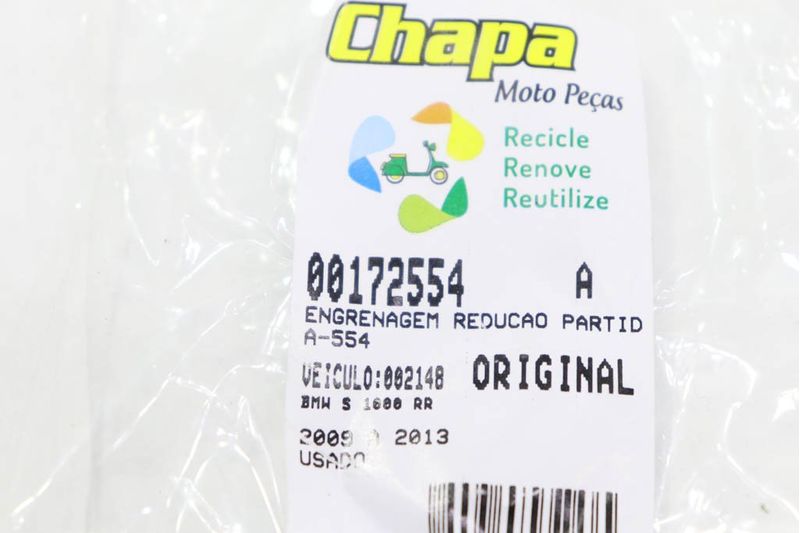 Chapa
Moto Peças
Recicle
Renove
Reutilize
00172554 A
ENGRENAGEM REDUCAO PARTID
A-554
VEICULO:002148 ORIGINAL
BMW S 1000 RR
2009 A 2013
USADO